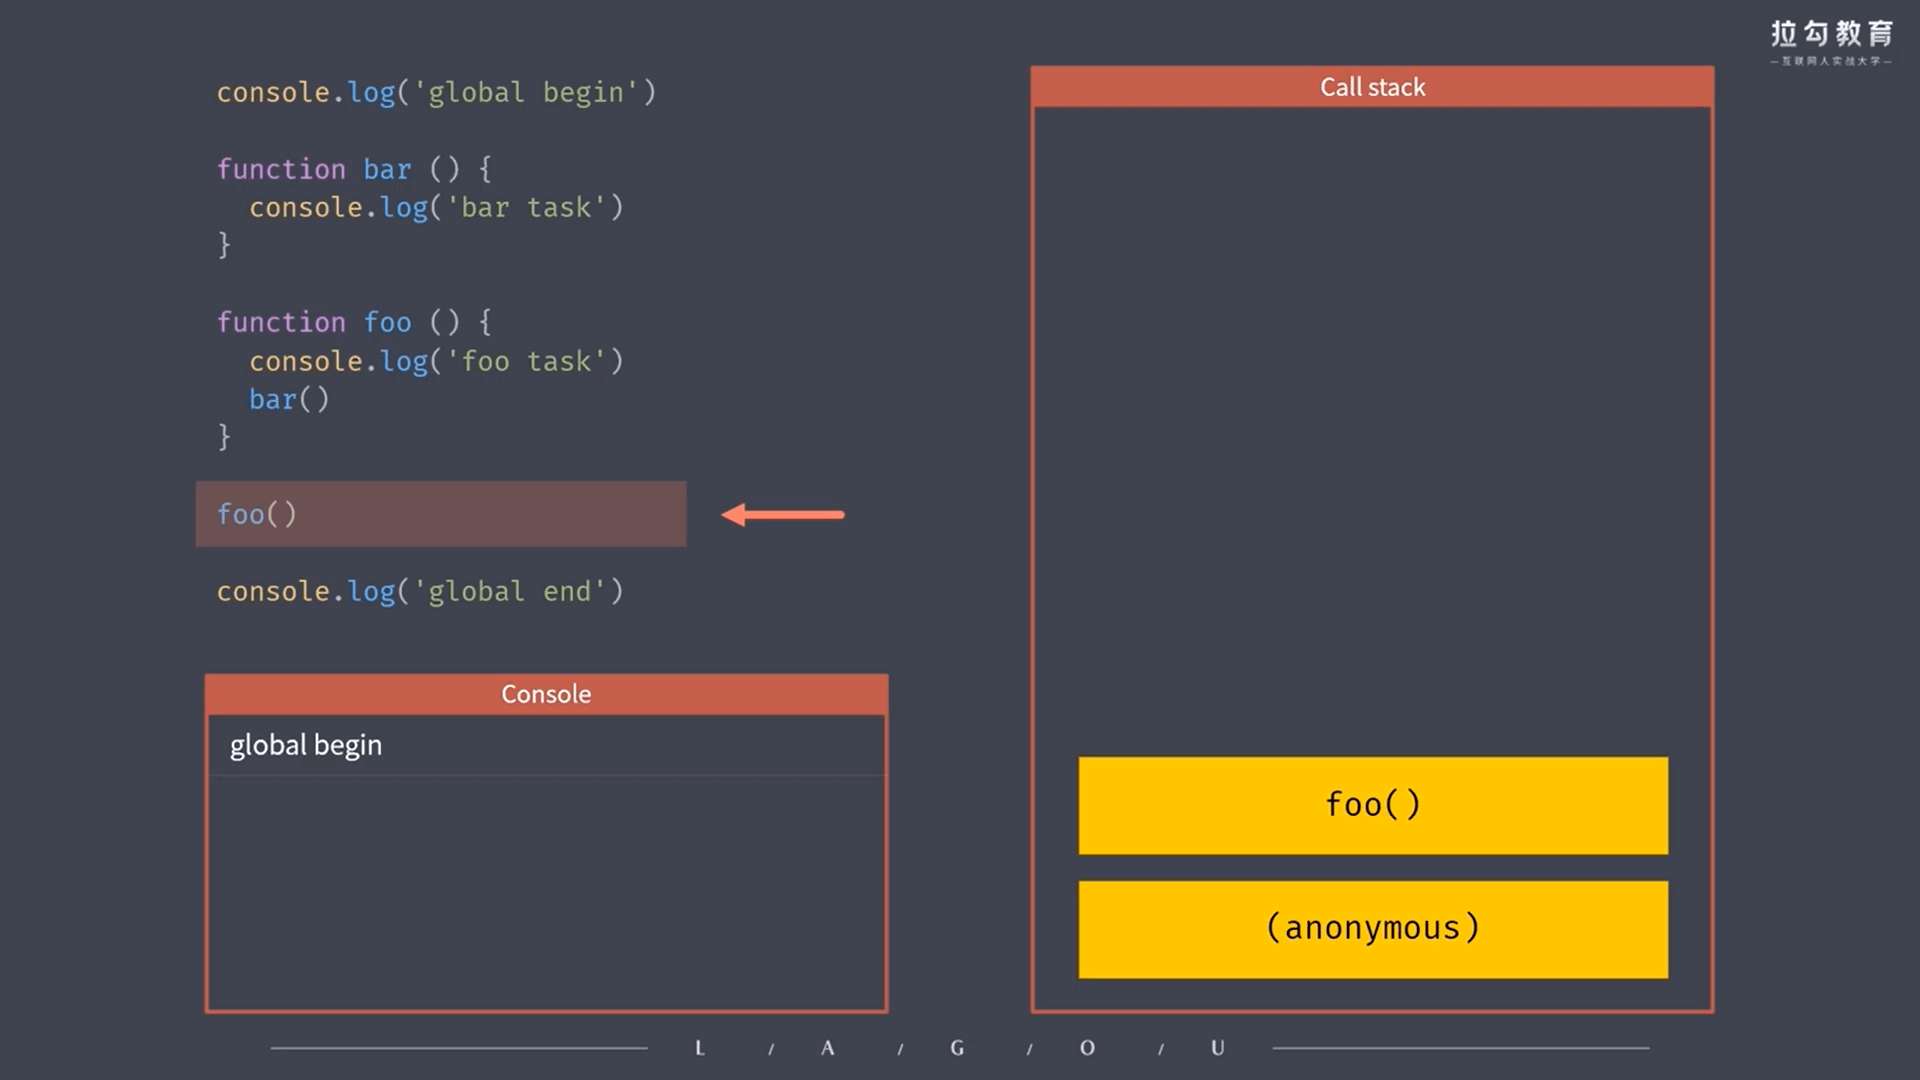 拉勾教育
—互联网人实战大学—
console.log('global begin')
function bar () {
  console.log('bar task')
}
function foo () {
  console.log('foo task')
  bar()
}
foo()
console.log('global end')
Console
global begin
Call stack
foo()
(anonymous)
L / A / G / O / U